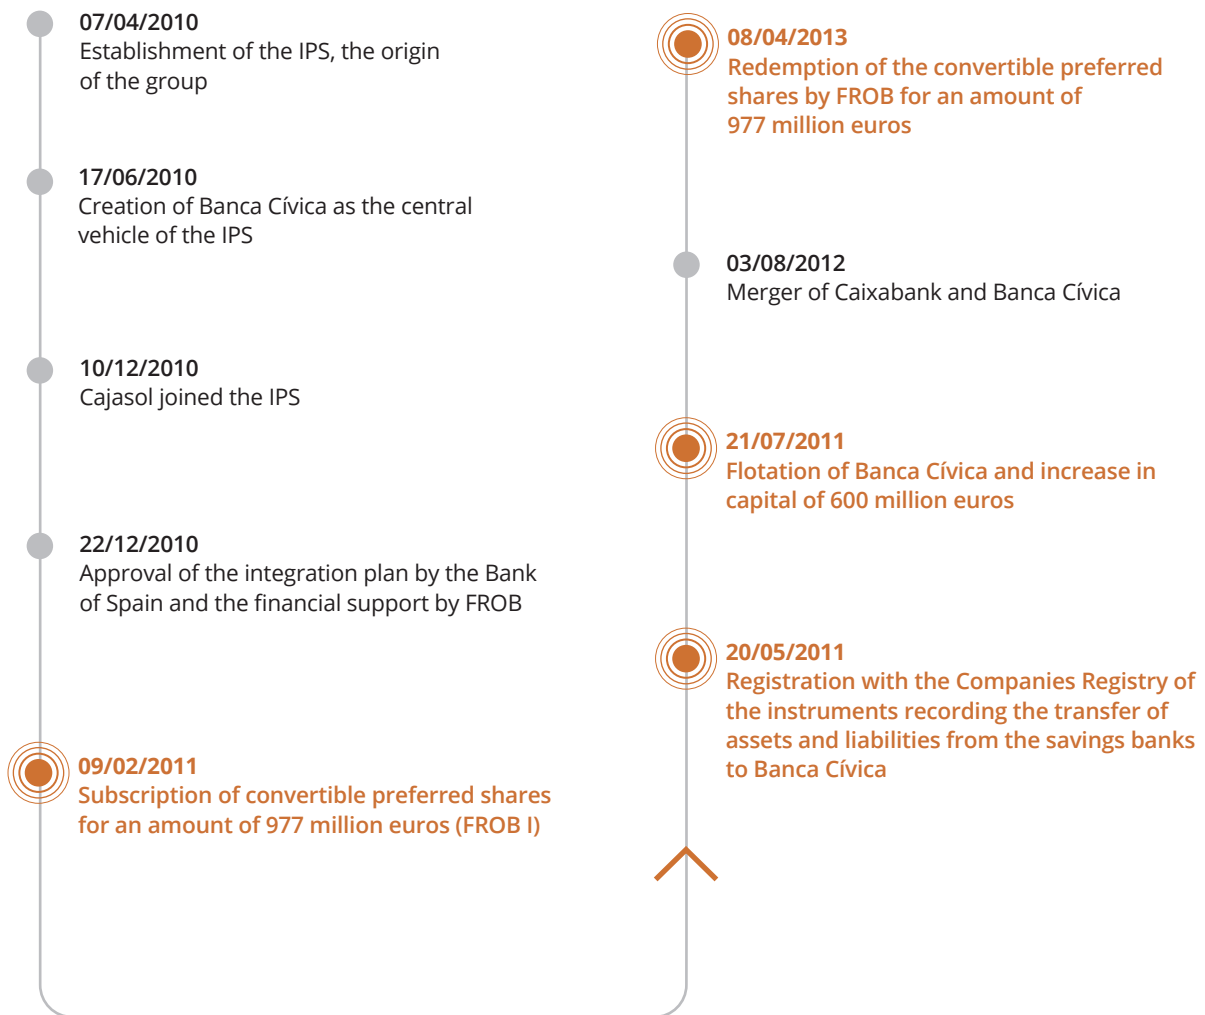 07/04/2010
Establishment of the IPS, the origin
of the group
17/06/2010
Creation of Banca Cívica as the central
vehicle of the IPS
10/12/2010
Cajasol joined the IPS
22/12/2010
Approval of the integration plan by the Bank
of Spain and the financial support by FROB
09/02/2011
Subscription of convertible preferred shares
for an amount of 977 million euros (FROB I)
20/05/2011
Registration with the Companies Registry of
the instruments recording the transfer of
assets and liabilities from the savings banks
to Banca Cívica
21/07/2011
Flotation of Banca Cívica and increase in
capital of 600 million euros
03/08/2012
Merger of Caixabank and Banca Cívica
08/04/2013
Redemption of the convertible preferred
shares by FROB for an amount of
977 million euros